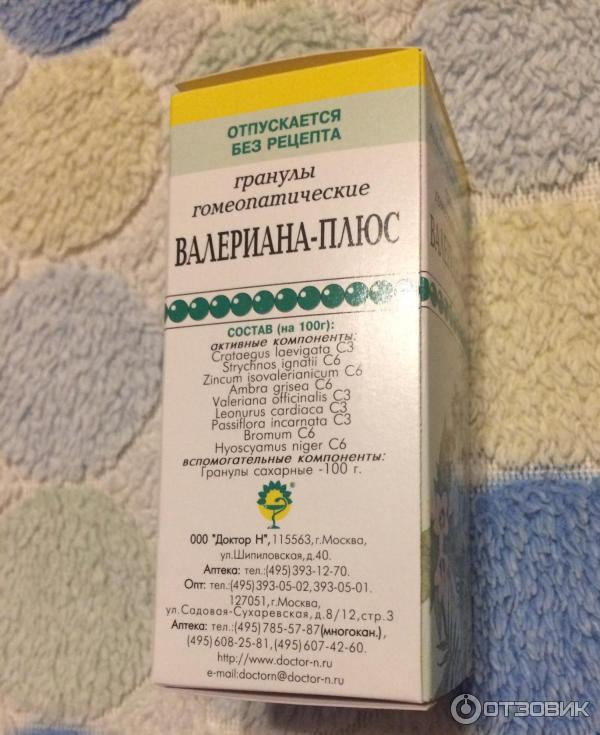 ОТПУСКАЕТСЯ
БЕЗ РЕЦЕПТА
гранулы
гомеопатические
ВАЛЕРИАНА-ПЛЮС
СОСТАВ (на 100г):
активные компоненты:
Crataegus laevigata C3
Strychnos ignatii C6
Zincum isovalerianicum C6
Ambra grisea C6
Valeriana officinalis C3
Leonurus cardiaca C3
Passiflora incarnata C3
Bromum C6
Hyoscyamus niger C6
вспомогательные компоненты:
Гранулы сахарные -100 г.
ООО "Доктор Н", 115563, г.Москва,
ул.Шипиловская, д.40.
Аптека: тел.:(495)393-12-70.
Опт: тел.:(495)393-05-02,393-05-01.
127051,г.Москва,
ул.Садовая-Сухаревская, д.8/12,стр.3
Аптека: тел.:(495)785-57-87(многокан.),
(495)608-25-81,(495)607-42-60.
http://www.doctor-n.ru
e-mail:doctorn@doctor-n.ru
ОТЗОВИК